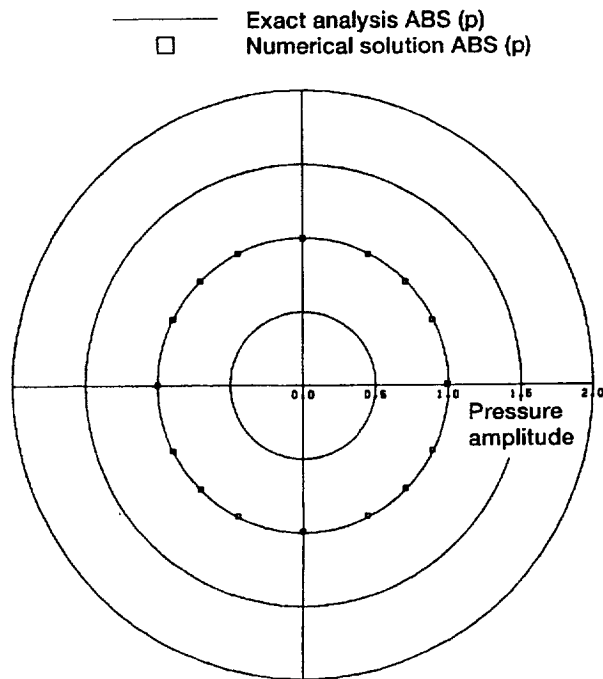 Exact analysis ABS (p)
Numerical solution ABS (p)
0.0 0.5 1.0 1.5 2.0
Pressure
amplitude